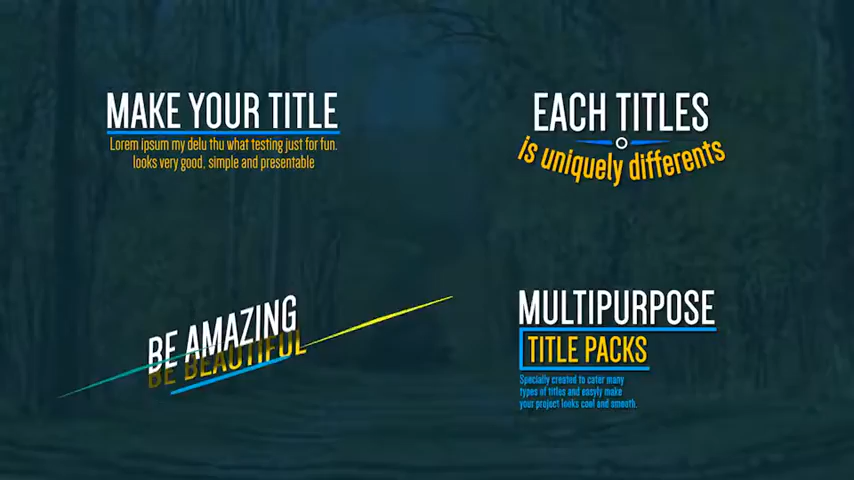 MAKE YOUR TITLE
Lorem ipsum my delu thu what testing just for fun.
looks very good, simple and presentable
EACH TITLES
is uniquely differents
BE AMAZING
BE BEAUTIFUL
MULTIPURPOSE
TITLE PACKS
Specially created to cater many
types of titles and easyly make
your project looks cool and smooth.